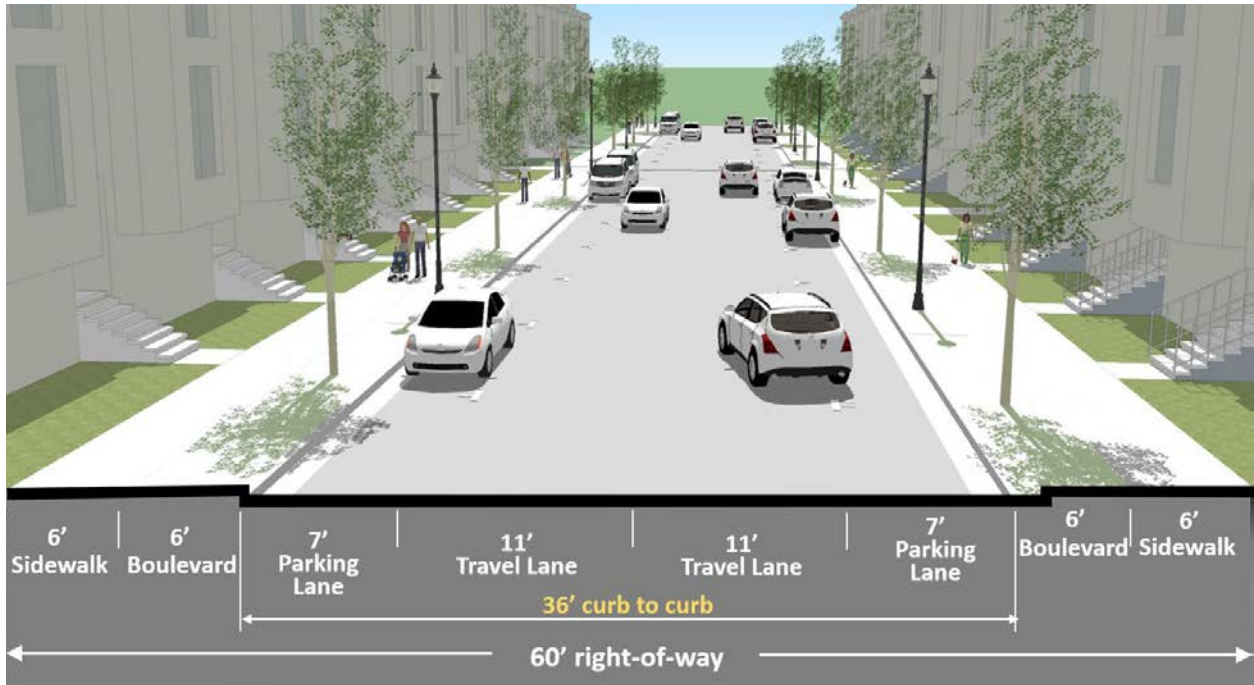 6’
Sidewalk
6’
Boulevard
7’
Parking
Lane
11’
Travel Lane
11’
Travel Lane
7’
Parking
Lane
6’
Boulevard
6’
Sidewalk
36’ curb to curb
60’ right-of-way